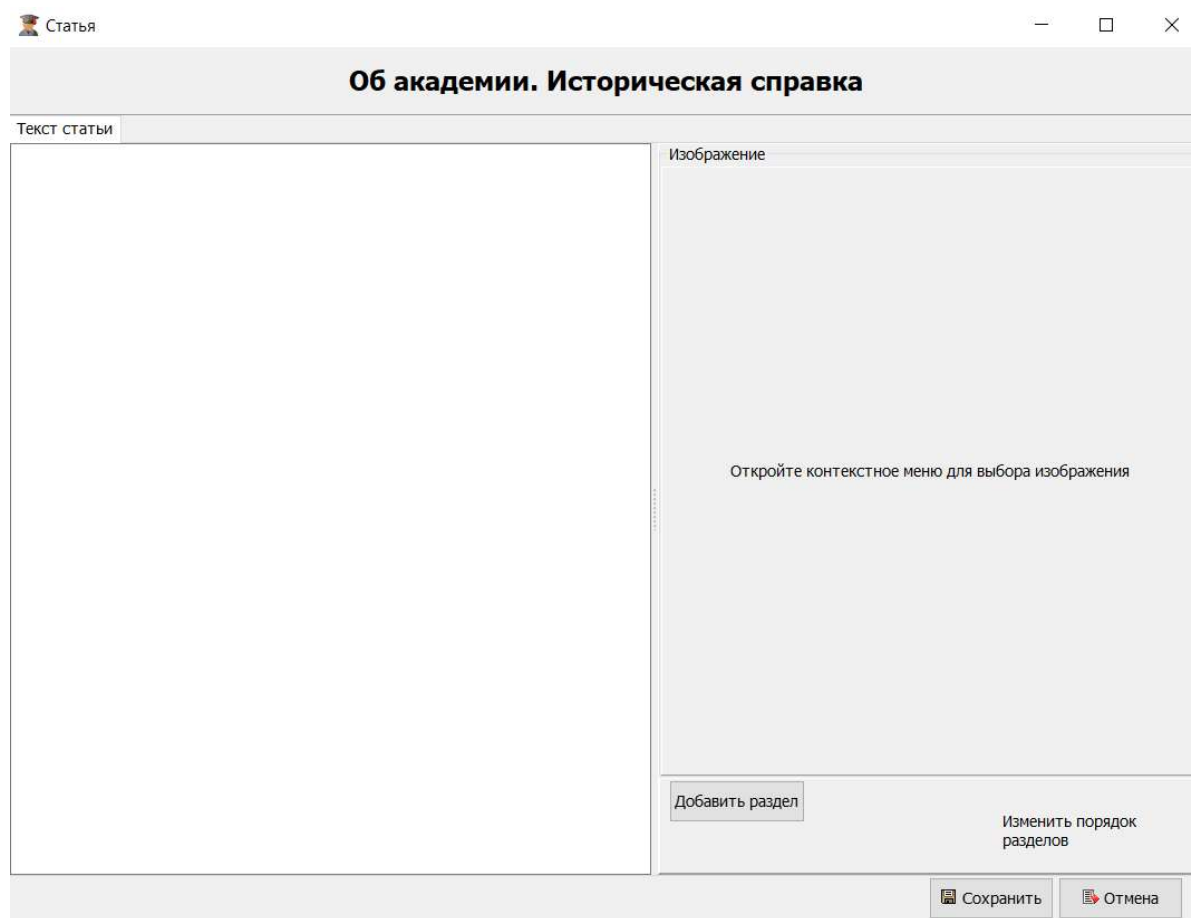 Статья
Об академии. Историческая справка
Текст статьи
Изображение
Откройте контекстное меню для выбора изображения
Добавить раздел
Изменить порядок
разделов
Сохранить
Отмена